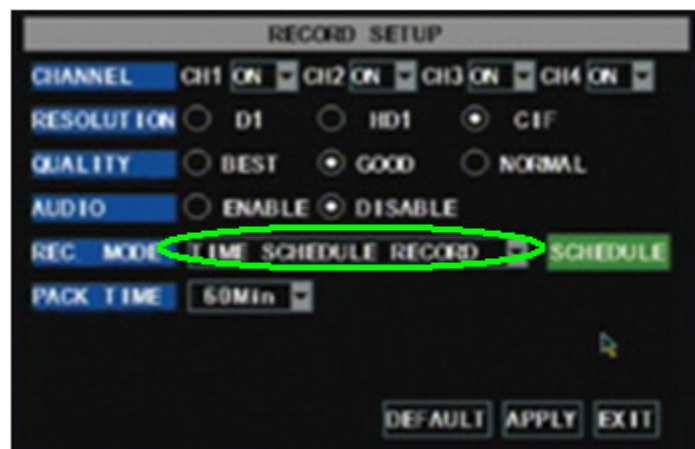 RECORD SETUP
CHANNEL CH1 ON CH2 ON CH3 ON CH4 ON
RESOLUTION D1 HD1 CIF
QUALITY BEST GOOD NORMAL
AUDIO ENABLE DISABLE
REC MODE TIME SCHEDULE RECORD SCHEDULE
PACK TIME 60Min
DEFAULT APPLY EXIT